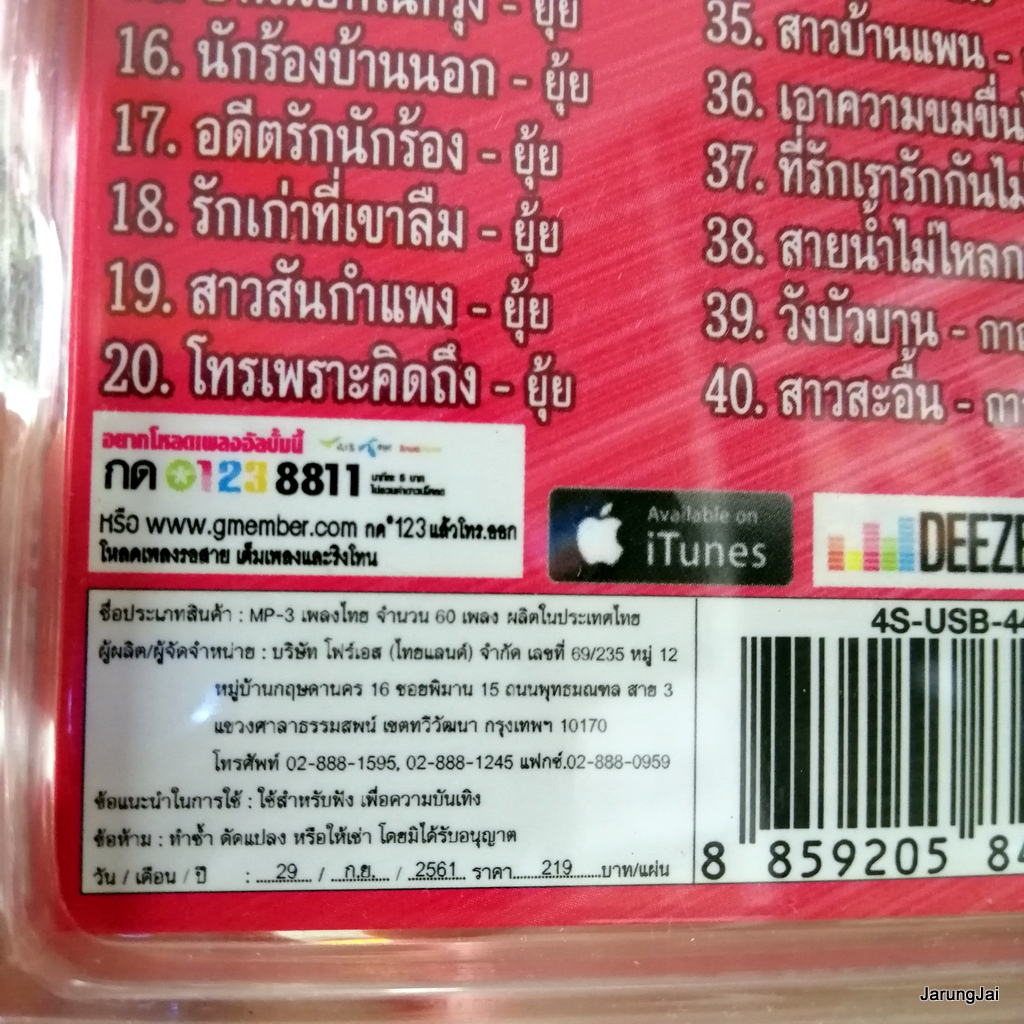 16. นักร้องบ้านนอก - ยุ้ย
17. อดีตรักนักร้อง - ยุ้ย
18. รักเก่าที่เขาลืม - ยุ้ย
19. สาวสันกำแพง - ยุ้ย
20. โทรเพราะคิดถึง - ยุ้ย
35. สาวบ้านแพน -
36. เอาความขมขื่น
37. ที่รักเรารักกันไม่
38. สายน้ำไม่ไหลก
39. วังบัวบาน - กา
40. สาวสะอื้น - กา
อยากโหลดเพลงอัลบั้มนี้
กด *123 8811
หรือ www.gmember.com กด*123 แล้วโทร.ออก
โหลดเพลงรอสาย เต็มเพลงและริงโทน
Available on
iTunes
DEEZE
ชื่อประเภทสินค้า : MP-3 เพลงไทย จำนวน 60 เพลง ผลิตในประเทศไทย
ผู้ผลิต/ผู้จัดจำหน่าย : บริษัท โฟร์เอส (ไทยแลนด์) จำกัด เลขที่ 69/235 หมู่ 12
หมู่บ้านกฤษดานคร 16 ซอยพิมาน 15 ถนนพุทธมณฑล สาย 3
แขวงศาลาธรรมสพน์ เขตทวีวัฒนา กรุงเทพฯ 10170
โทรศัพท์ 02-888-1595, 02-888-1245 แฟกซ์.02-888-0959
ข้อแนะนำในการใช้ : ใช้สำหรับฟัง เพื่อความบันเทิง
ข้อห้าม : ทำซ้ำ ดัดแปลง หรือให้เช่า โดยมิได้รับอนุญาต
วัน / เดือน / ปี : 29 / ก.ย. / 2561 ราคา 219 บาท/แผ่น
4S-USB-44
8 859205 84
JarungJai